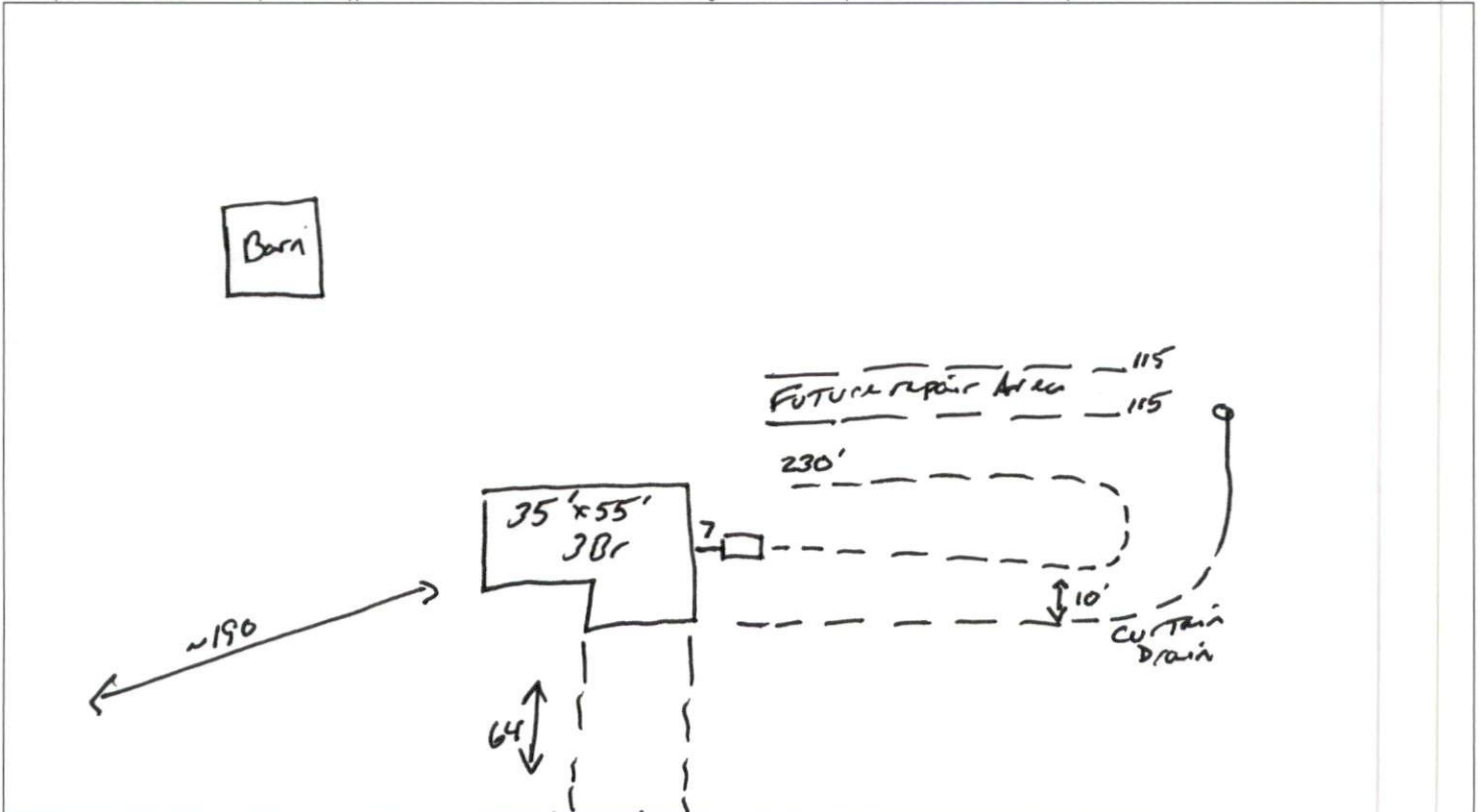 Barn
115
Future repair Area
115
230'
35'x55'
3Br
7
10'
Curtain
Drain
~190
64